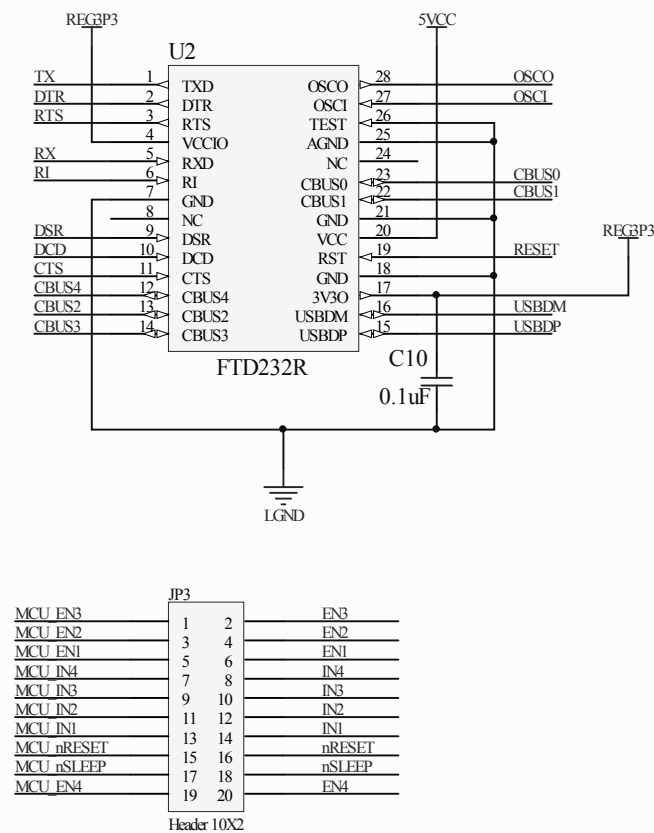 REG3P3 5VCC
U2
TX 1 TXD OSCO 28 OSCO
DTR 2 DTR OSCI 27 OSCI
RTS 3 RTS TEST 26
4 VCCIO AGND 25
RX 5 RXD NC 24
RI 6 RI CBUS0 23 CBUS0
7 GND CBUS1 22 CBUS1
8 NC GND 21
DSR 9 DSR VCC 20 REG3P3
DCD 10 DCD RST 19 RESET
CTS 11 CTS GND 18
CBUS4 12 CBUS4 3V3O 17
CBUS2 13 CBUS2 USBDM 16 USBDM
CBUS3 14 CBUS3 USBDP 15 USBDP
FTD232R C10
0.1uF
LGND
JP3
MCU_EN3 1 2 EN3
MCU_EN2 3 4 EN2
MCU_EN1 5 6 EN1
MCU_IN4 7 8 IN4
MCU_IN3 9 10 IN3
MCU_IN2 11 12 IN2
MCU_IN1 13 14 IN1
MCU_nRESET 15 16 nRESET
MCU_nSLEEP 17 18 nSLEEP
MCU_EN4 19 20 EN4
Header 10X2